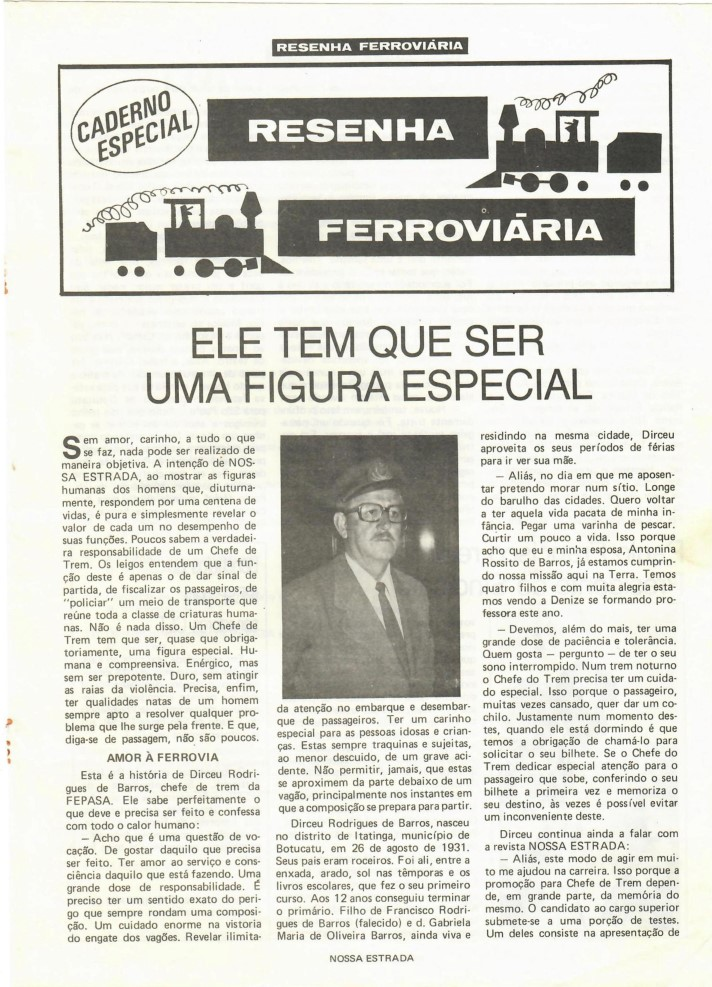 RESENHA FERROVIÁRIA
CADERNO
ESPECIAL
RESENHA
FERROVIÁRIA
ELE TEM QUE SER
UMA FIGURA ESPECIAL
Sem amor, carinho, a tudo o que
se faz, nada pode ser realizado de
maneira objetiva. A intenção de NOS-
SA ESTRADA, ao mostrar as figuras
humanas dos homens que, diuturna-
mente, respondem por uma centena de
vidas, é pura e simplesmente revelar o
valor de cada um no desempenho de
suas funções. Poucos sabem a verdadei-
ra responsabilidade de um Chefe de
Trem. Os leigos entendem que a fun-
ção deste é apenas o de dar sinal de
partida, de fiscalizar os passageiros, de
"policiar" um meio de transporte que
reúne toda a classe de criaturas huma-
nas. Não é nada disso. Um Chefe de
Trem tem que ser, quase que obriga-
toriamente, uma figura especial. Hu-
mana e compreensiva. Enérgico, mas
sem ser prepotente. Duro, sem atingir
as raias da violência. Precisa, enfim,
ter qualidades natas de um homem
sempre apto a resolver qualquer pro-
blema que lhe surge pela frente. E que,
diga-se de passagem, não são poucos.
AMOR À FERROVIA
Esta é a história de Dirceu Rodri-
gues de Barros, chefe de trem da
FEPASA. Ele sabe perfeitamente o
que deve e precisa ser feito e confessa
com todo o calor humano:
— Acho que é uma questão de vo-
cação. De gostar daquilo que precisa
ser feito. Ter amor ao serviço e cons-
ciência daquilo que está fazendo. Uma
grande dose de responsabilidade. É
preciso ter um sentido exato do peri-
go que sempre rondam uma composi-
ção. Um cuidado enorme na vistoria
do engate dos vagões. Revelar ilimita-
da atenção no embarque e desembar-
que de passageiros. Ter um carinho
especial para as pessoas idosas e crian-
ças. Estas sempre traquinas e sujeitas,
ao menor descuido, de um grave aci-
dente. Não permitir, jamais, que estas
se aproximem da parte debaixo de um
vagão, principalmente nos instantes em
que a composição se prepara para partir.
Dirceu Rodrigues de Barros, nasceu
no distrito de Itatinga, município de
Botucatu, em 26 de agosto de 1931.
Seus pais eram roceiros. Foi ali, entre a
enxada, arado, sol nas têmporas e os
livros escolares, que fez o seu primeiro
curso. Aos 12 anos conseguiu terminar
o primário. Filho de Francisco Rodri-
gues de Barros (falecido) e d. Gabriela
Maria de Oliveira Barros, ainda viva e
residindo na mesma cidade, Dirceu
aproveita os seus períodos de férias
para ir ver sua mãe.
— Aliás, no dia em que me aposen-
tar pretendo morar num sítio. Longe
do barulho das cidades. Quero voltar
a ter aquela vida pacata de minha in-
fância. Pegar uma varinha de pescar.
Curtir um pouco a vida. Isso porque
acho que eu e minha esposa, Antonina
Rossito de Barros, já estamos cumprin-
do nossa missão aqui na Terra. Temos
quatro filhos e com muita alegria esta-
mos vendo a Denize se formando pro-
fessora este ano.
— Devemos, além do mais, ter uma
grande dose de paciência e tolerância.
Quem gosta — pergunto — de ter o seu
sono interrompido. Num trem noturno
o Chefe do Trem precisa ter um cuida-
do especial. Isso porque o passageiro,
muitas vezes cansado, quer dar um co-
chilo. Justamente num momento des-
tes, quando ele está dormindo é que
temos a obrigação de chamá-lo para
solicitar o seu bilhete. Se o Chefe do
Trem dedicar especial atenção para o
passageiro que sobe, conferindo o seu
bilhete a primeira vez e memoriza o
seu destino, às vezes é possível evitar
um inconveniente deste.
Dirceu continua ainda a falar com
a revista NOSSA ESTRADA:
— Aliás, este modo de agir em mui-
to me ajudou na carreira. Isso porque a
promoção para Chefe de Trem depen-
de, em grande parte, da memória do
mesmo. O candidato ao cargo superior
submete-se a uma porção de testes.
Um deles consiste na apresentação de
NOSSA ESTRADA